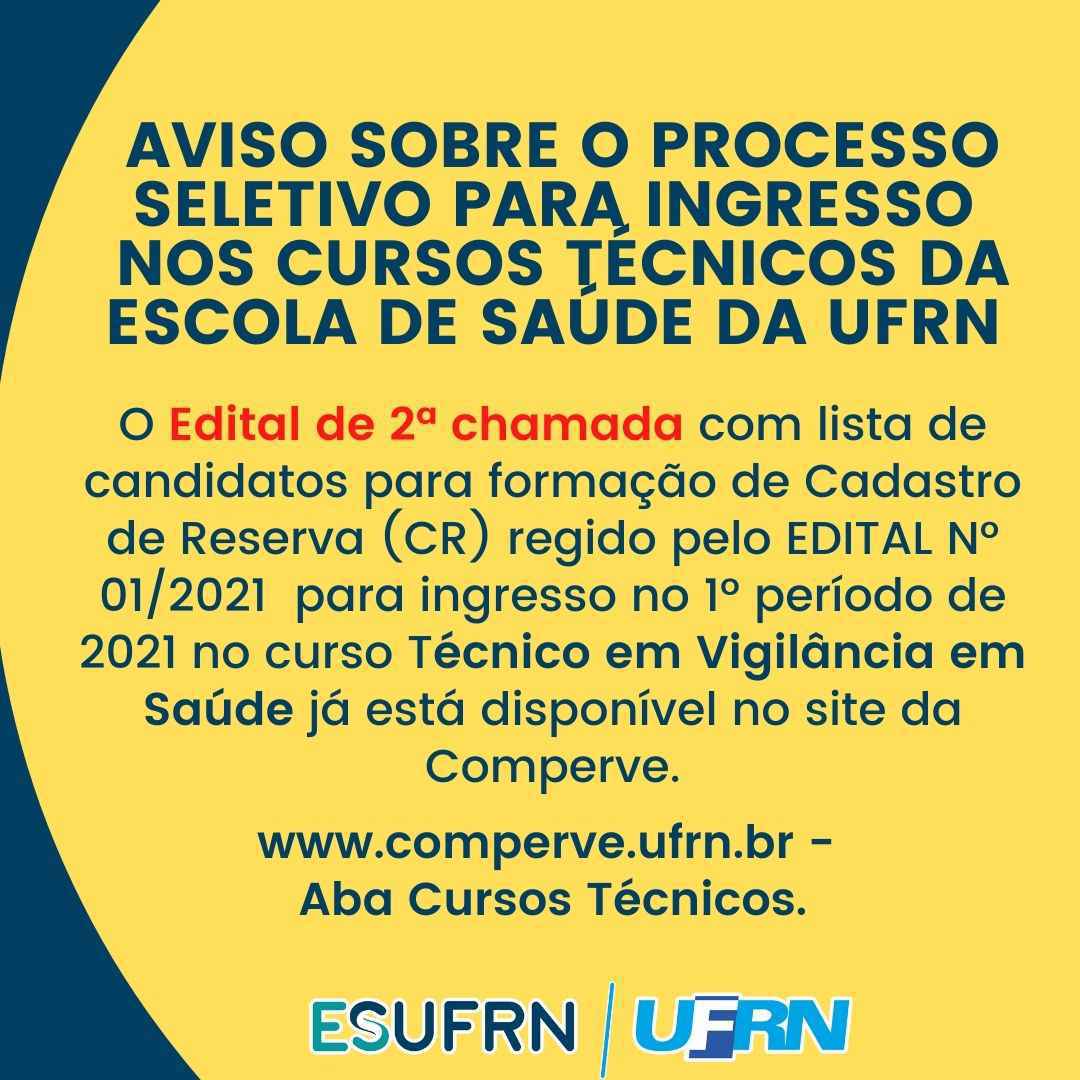 AVISO SOBRE O PROCESSO
SELETIVO PARA INGRESSO
NOS CURSOS TÉCNICOS DA
ESCOLA DE SAÚDE DA UFRN
O Edital de 2ª chamada com lista de
candidatos para formação de Cadastro
de Reserva (CR) regido pelo EDITAL Nº
01/2021 para ingresso no 1º período de
2021 no curso Técnico em Vigilância em
Saúde já está disponível no site da
Comperve.
www.comperve.ufrn.br -
Aba Cursos Técnicos.
ESUFRN UFRN